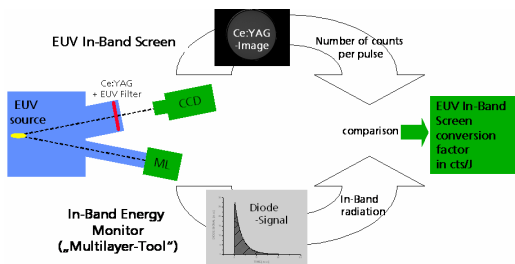 EUV In-Band Screen
Ce:YAG
-Image
Number of counts
per pulse
Ce:YAG
+ EUV Filter
EUV
source
CCD
ML
comparison
EUV In-Band
Screen
conversion
factor
in cts/J
In-Band Energy
Monitor
(„Multilayer-Tool“)
Diode
-Signal
In-Band
radiation